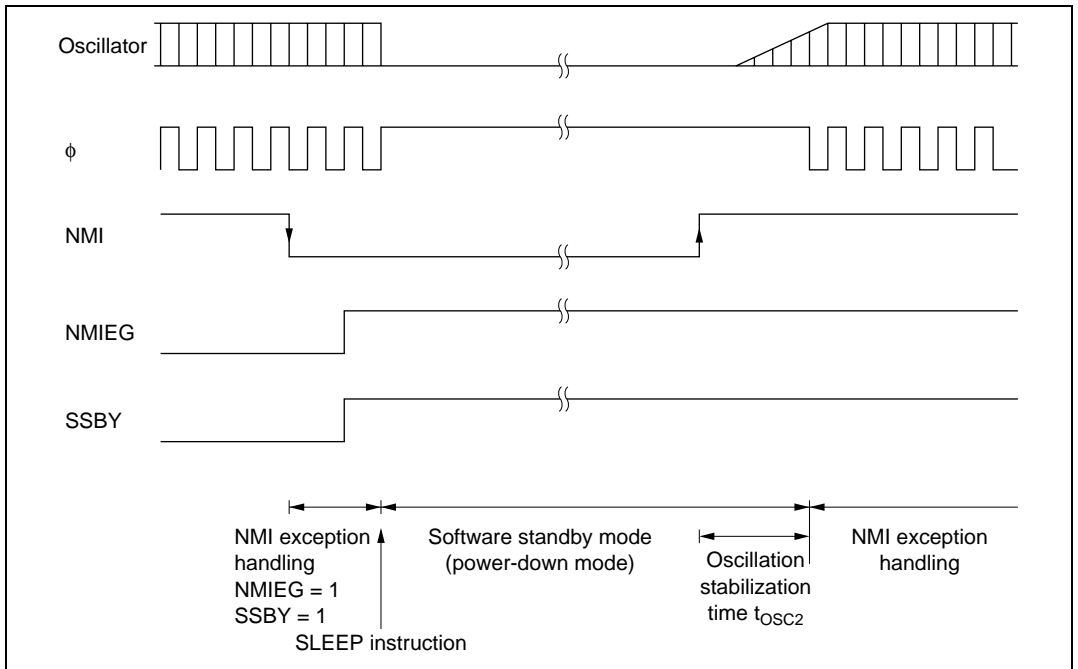 Oscillator
φ
NMI
NMIEG
SSBY
NMI exception
handling
NMIEG = 1
SSBY = 1
SLEEP instruction
Software standby mode
(power-down mode)
Oscillation
stabilization
time tOSC2
NMI exception
handling